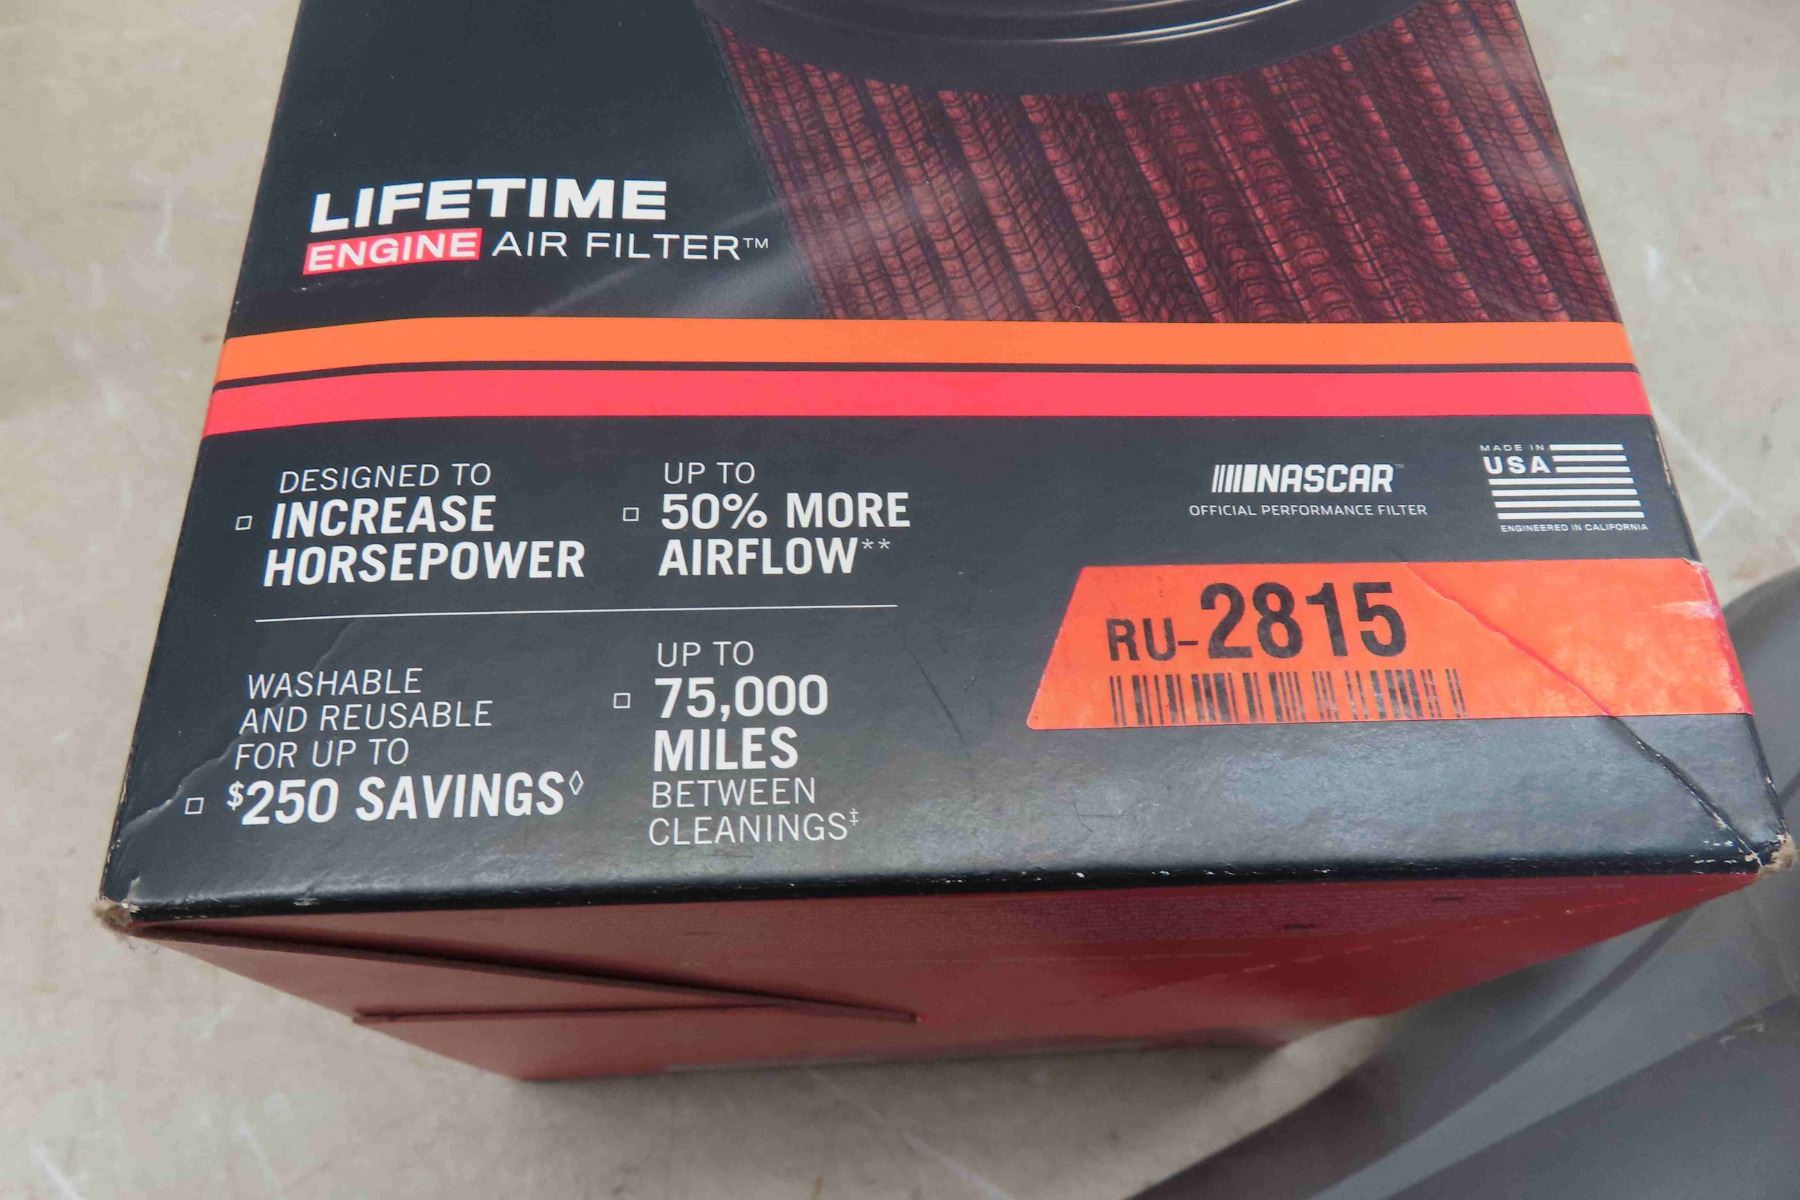 LIFETIME
ENGINE AIR FILTER™
DESIGNED TO
INCREASE
HORSEPOWER
UP TO
50% MORE
AIRFLOW**
WASHABLE
AND REUSABLE
FOR UP TO
$250 SAVINGS◊
UP TO
75,000
MILES
BETWEEN
CLEANINGS‡
NASCAR™
OFFICIAL PERFORMANCE FILTER
MADE IN
USA
ENGINEERED IN CALIFORNIA
RU-2815